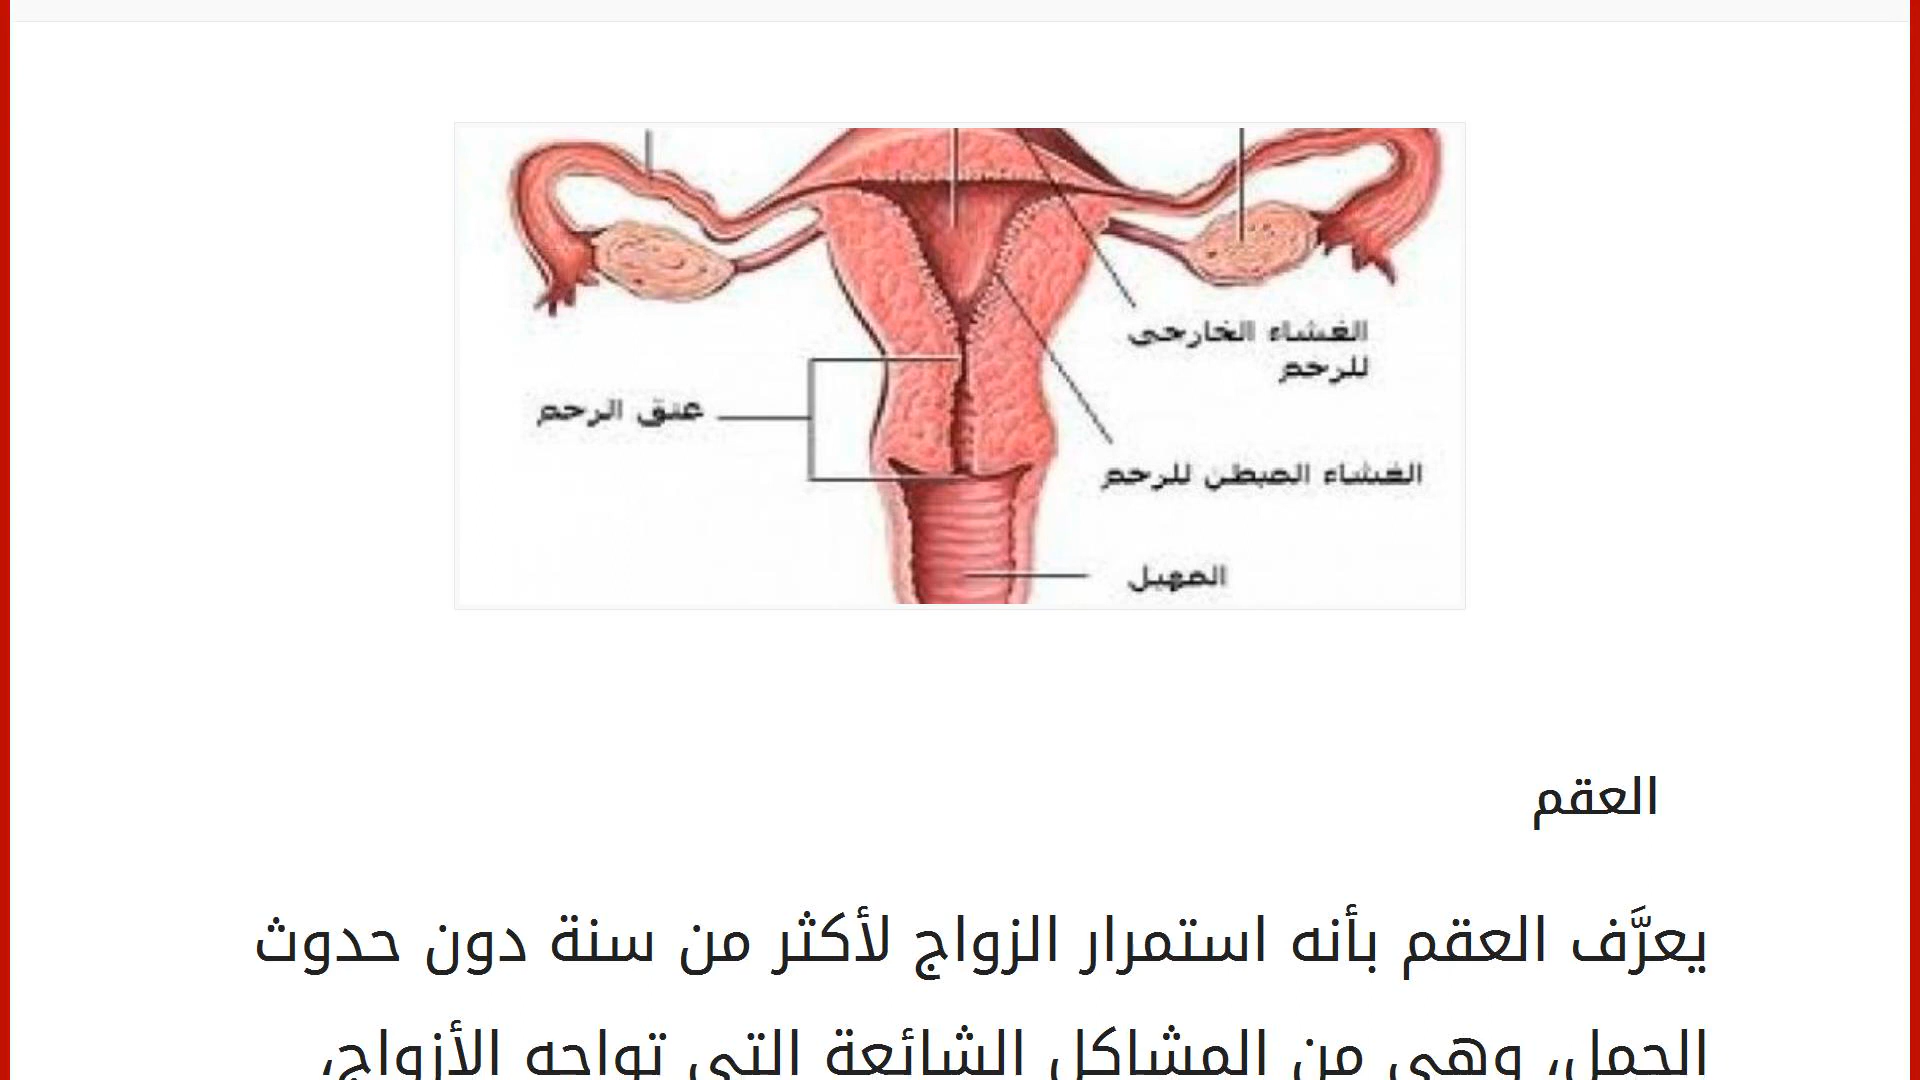 الغشاء الخارجى
للرحم
عنق الرحم
الغشاء المبطن للرحم
المهبل
العقم
يعرَّف العقم بأنه استمرار الزواج لأكثر من سنة دون حدوث
الحمل، وهي من المشاكل الشائعة التي تواجه الأزواج،